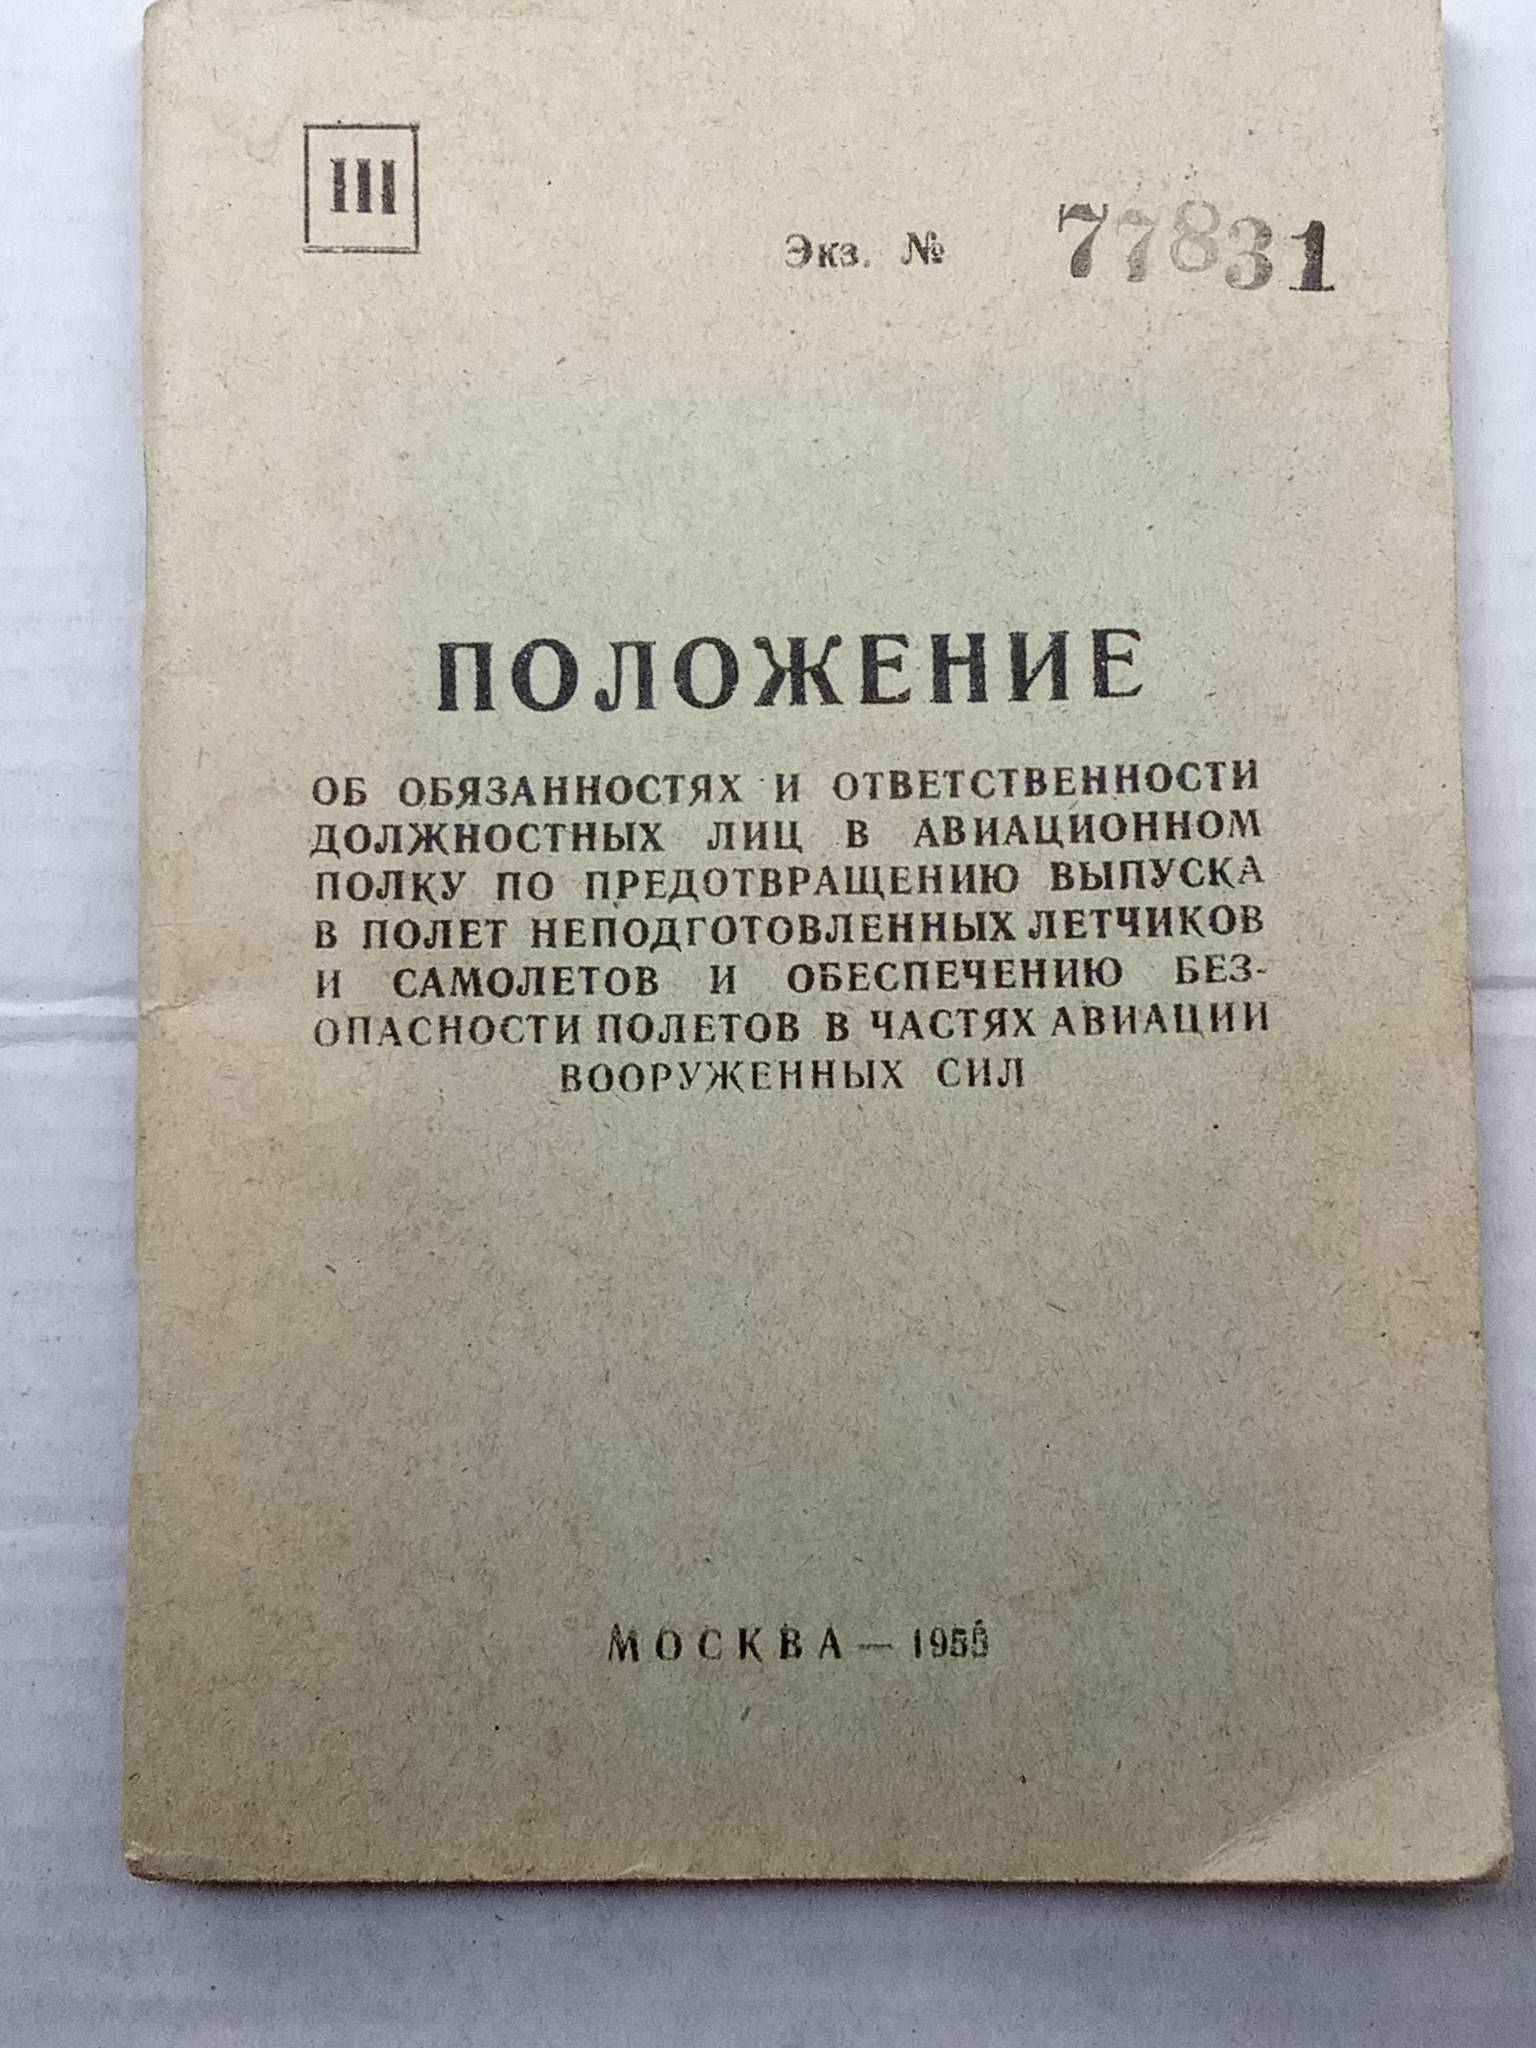 III
Экз. № 77831
ПОЛОЖЕНИЕ
ОБ ОБЯЗАННОСТЯХ И ОТВЕТСТВЕННОСТИ
ДОЛЖНОСТНЫХ ЛИЦ В АВИАЦИОННОМ
ПОЛКУ ПО ПРЕДОТВРАЩЕНИЮ ВЫПУСКА
В ПОЛЕТ НЕПОДГОТОВЛЕННЫХ ЛЕТЧИКОВ
И САМОЛЕТОВ И ОБЕСПЕЧЕНИЮ БЕЗ-
ОПАСНОСТИ ПОЛЕТОВ В ЧАСТЯХ АВИАЦИИ
ВООРУЖЕННЫХ СИЛ
МОСКВА — 1955